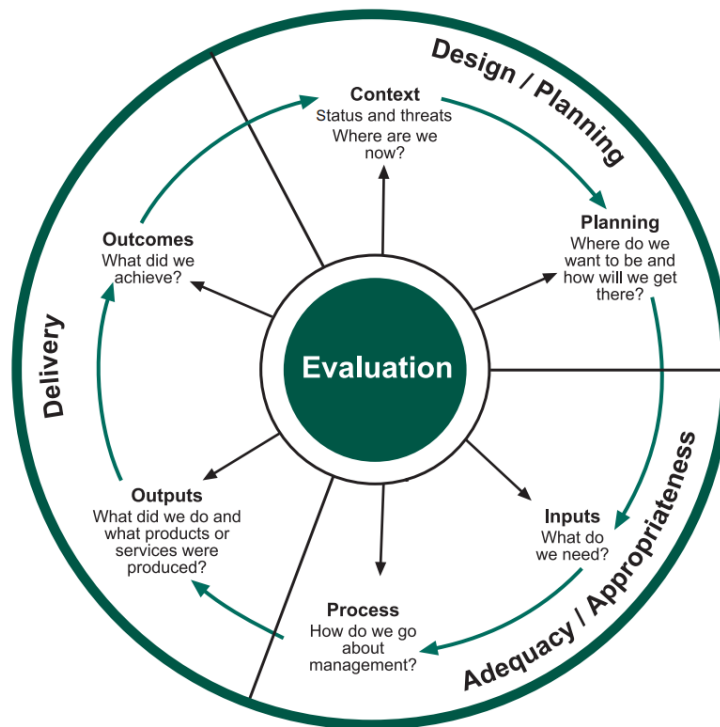 Design / Planning
Context
Status and threats
Where are we
now?
Planning
Where do we
want to be and
how will we get
there?
Outcomes
What did we
achieve?
Delivery
Evaluation
Outputs
What did we do and
what products or
services were
produced?
Inputs
What do
we need?
Process
How do we go
about
management?
Adequacy / Appropriateness